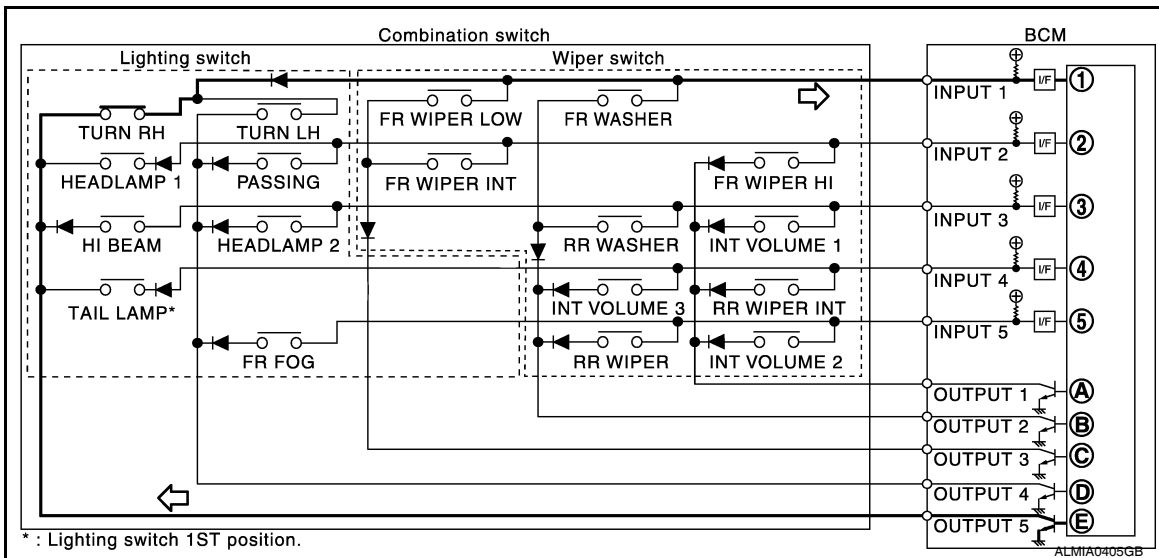 Combination switch
BCM
Lighting switch
Wiper switch
INPUT 1
I/F
1
TURN RH
TURN LH
FR WIPER LOW
FR WASHER
INPUT 2
I/F
2
HEADLAMP 1
PASSING
FR WIPER INT
FR WIPER HI
INPUT 3
I/F
3
HI BEAM
HEADLAMP 2
RR WASHER
INT VOLUME 1
INPUT 4
I/F
4
TAIL LAMP*
INT VOLUME 3
RR WIPER INT
INPUT 5
I/F
5
FR FOG
RR WIPER
INT VOLUME 2
OUTPUT 1
A
OUTPUT 2
B
OUTPUT 3
C
OUTPUT 4
D
OUTPUT 5
E
* : Lighting switch 1ST position.
ALMIA0405GB